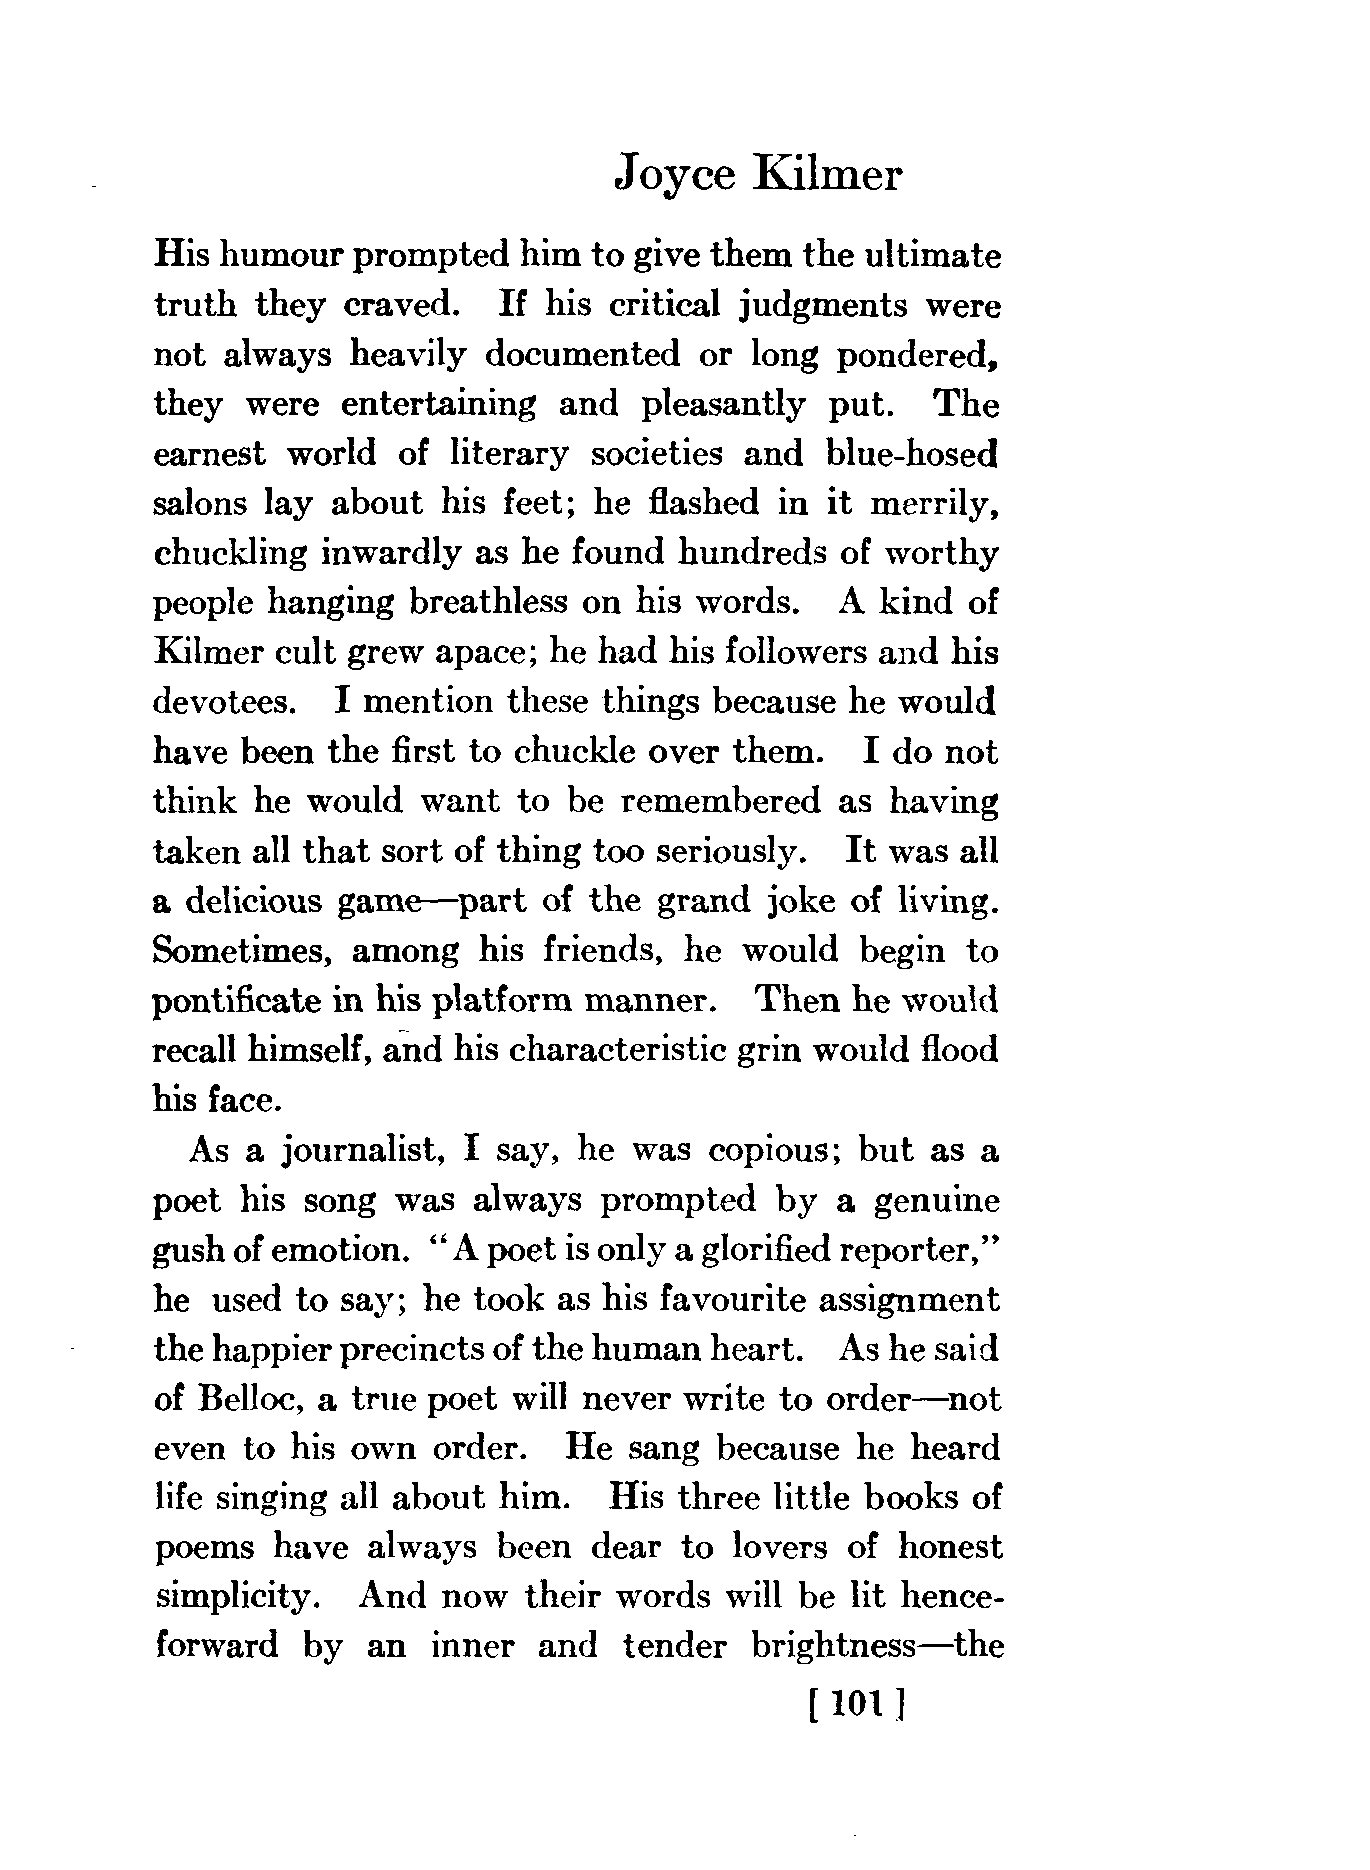 Joyce Kilmer
His humour prompted him to give them the ultimate
truth they craved. If his critical judgments were
not always heavily documented or long pondered,
they were entertaining and pleasantly put. The
earnest world of literary societies and blue-hosed
salons lay about his feet; he flashed in it merrily,
chuckling inwardly as he found hundreds of worthy
people hanging breathless on his words. A kind of
Kilmer cult grew apace; he had his followers and his
devotees. I mention these things because he would
have been the first to chuckle over them. I do not
think he would want to be remembered as having
taken all that sort of thing too seriously. It was all
a delicious game—part of the grand joke of living.
Sometimes, among his friends, he would begin to
pontificate in his platform manner. Then he would
recall himself, and his characteristic grin would flood
his face.
As a journalist, I say, he was copious; but as a
poet his song was always prompted by a genuine
gush of emotion. “A poet is only a glorified reporter,”
he used to say; he took as his favourite assignment
the happier precincts of the human heart. As he said
of Belloc, a true poet will never write to order—not
even to his own order. He sang because he heard
life singing all about him. His three little books of
poems have always been dear to lovers of honest
simplicity. And now their words will be lit hence-
forward by an inner and tender brightness—the
[ 101 ]